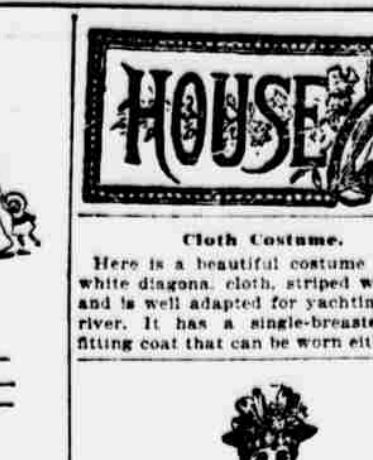 HOUSE
Cloth Costume.
Here is a beautiful costume
white diagona. cloth, striped w
and is well adapted for yachtin
river. It has a single-breaste
fitting coat that can be worn eit